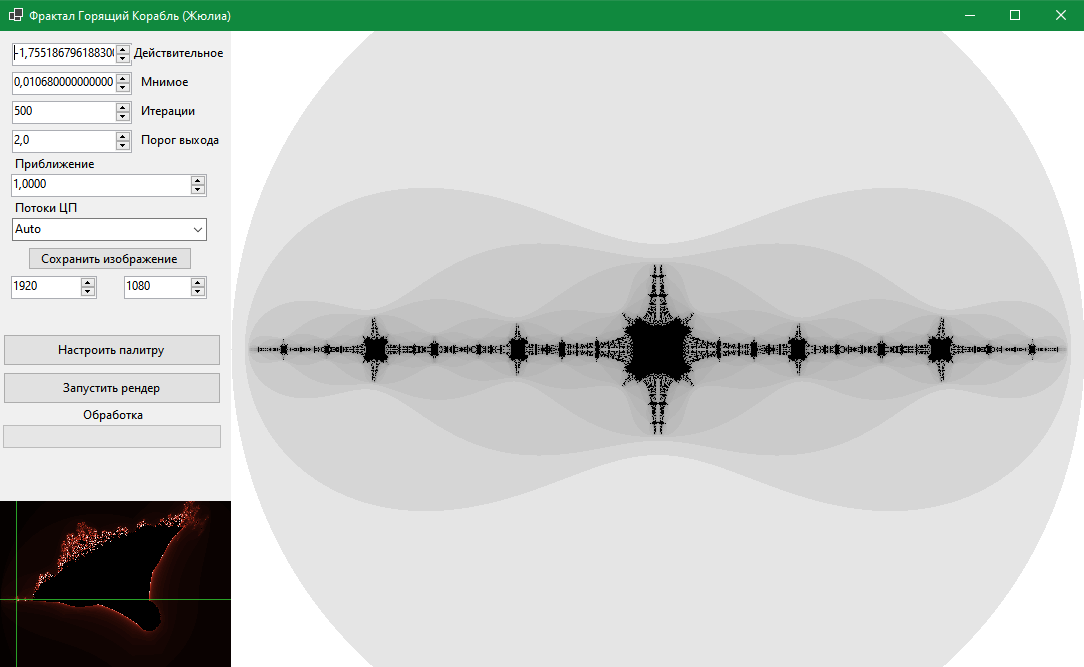 Фрактал Горящий Корабль (Жюлиа)
-1,755186796188300 Действительное
0,010680000000000 Мнимое
500 Итерации
2,0 Порог выхода
Приближение
1,0000
Потоки ЦП
Auto
Сохранить изображение
1920 1080
Настроить палитру
Запустить рендер
Обработка